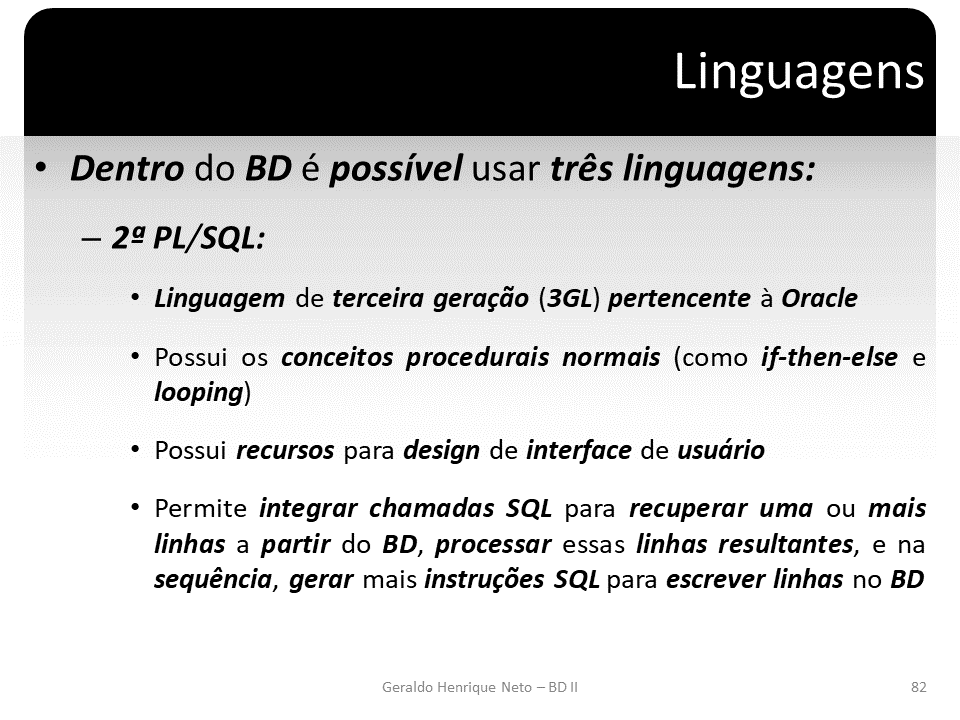 Linguagens
• Dentro do BD é possível usar três linguagens:
– 2ª PL/SQL:
• Linguagem de terceira geração (3GL) pertencente à Oracle
• Possui os conceitos procedurais normais (como if-then-else e
looping)
• Possui recursos para design de interface de usuário
• Permite integrar chamadas SQL para recuperar uma ou mais
linhas a partir do BD, processar essas linhas resultantes, e na
sequência, gerar mais instruções SQL para escrever linhas no BD
Geraldo Henrique Neto – BD II 82